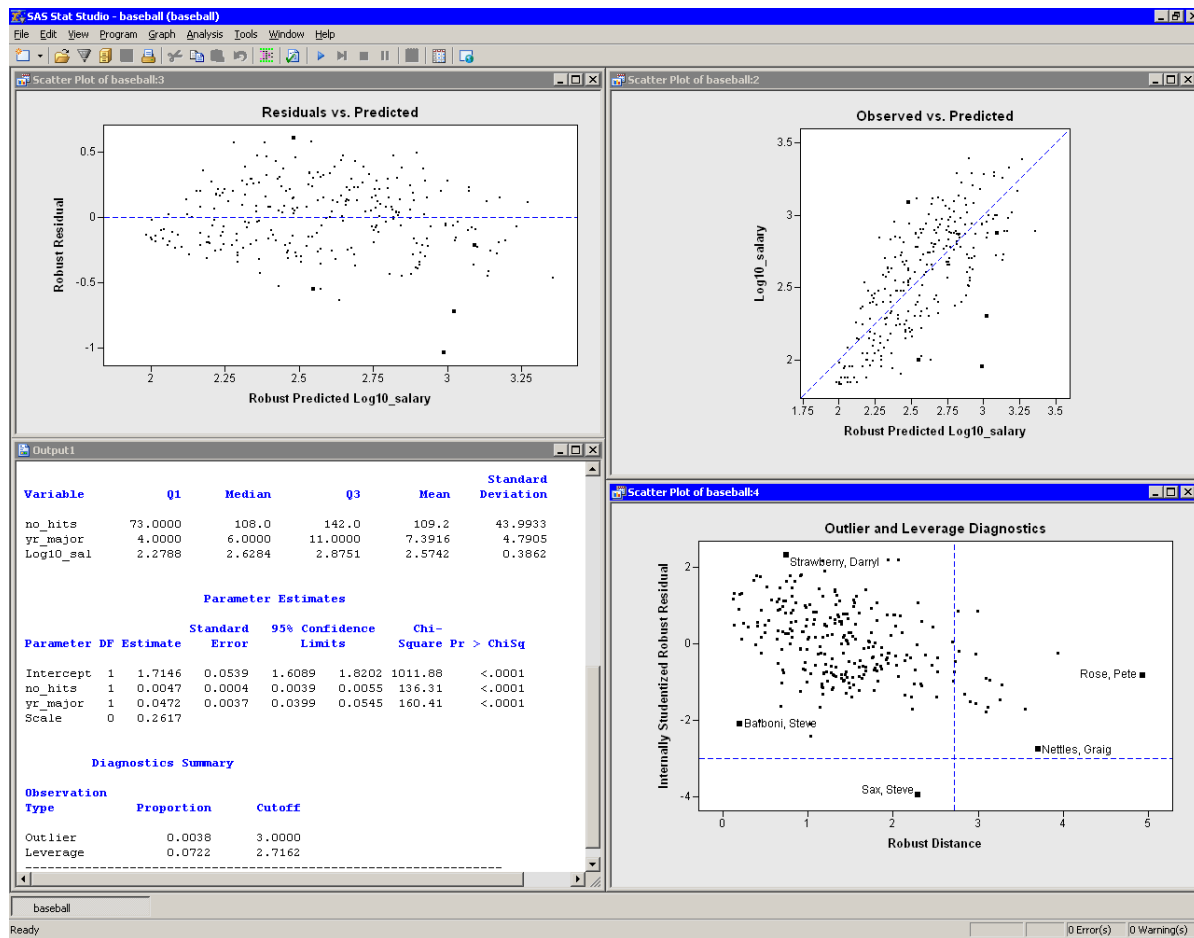 SAS Stat Studio - baseball (baseball)
File Edit View Program Graph Analysis Tools Window Help
Scatter Plot of baseball:3
Residuals vs. Predicted
Robust Residual
0.5
0
-0.5
-1
2 2.25 2.5 2.75 3 3.25
Robust Predicted Log10_salary
Scatter Plot of baseball:2
Observed vs. Predicted
Log10_salary
3.5
3
2.5
2
1.75 2 2.25 2.5 2.75 3 3.25 3.5
Robust Predicted Log10_salary
Output1
Standard
Variable Q1 Median Q3 Mean Deviation
no_hits 73.0000 108.0 142.0 109.2 43.9933
yr_major 4.0000 6.0000 11.0000 7.3916 4.7905
Log10_sal 2.2788 2.6284 2.8751 2.5742 0.3862
Parameter Estimates
Standard 95% Confidence Chi-
Parameter DF Estimate Error Limits Square Pr > ChiSq
Intercept 1 1.7146 0.0539 1.6089 1.8202 1011.88 <.0001
no_hits 1 0.0047 0.0004 0.0039 0.0055 136.31 <.0001
yr_major 1 0.0472 0.0037 0.0399 0.0545 160.41 <.0001
Scale 0 0.2617
Diagnostics Summary
Observation
Type Proportion Cutoff
Outlier 0.0038 3.0000
Leverage 0.0722 2.7162
Scatter Plot of baseball:4
Outlier and Leverage Diagnostics
Internally Studentized Robust Residual
2
0
-2
-4
Strawberry, Darryl
Rose, Pete
Balboni, Steve
Nettles, Graig
Sax, Steve
0 1 2 3 4 5
Robust Distance
baseball
Ready
0 Error(s) 0 Warning(s)